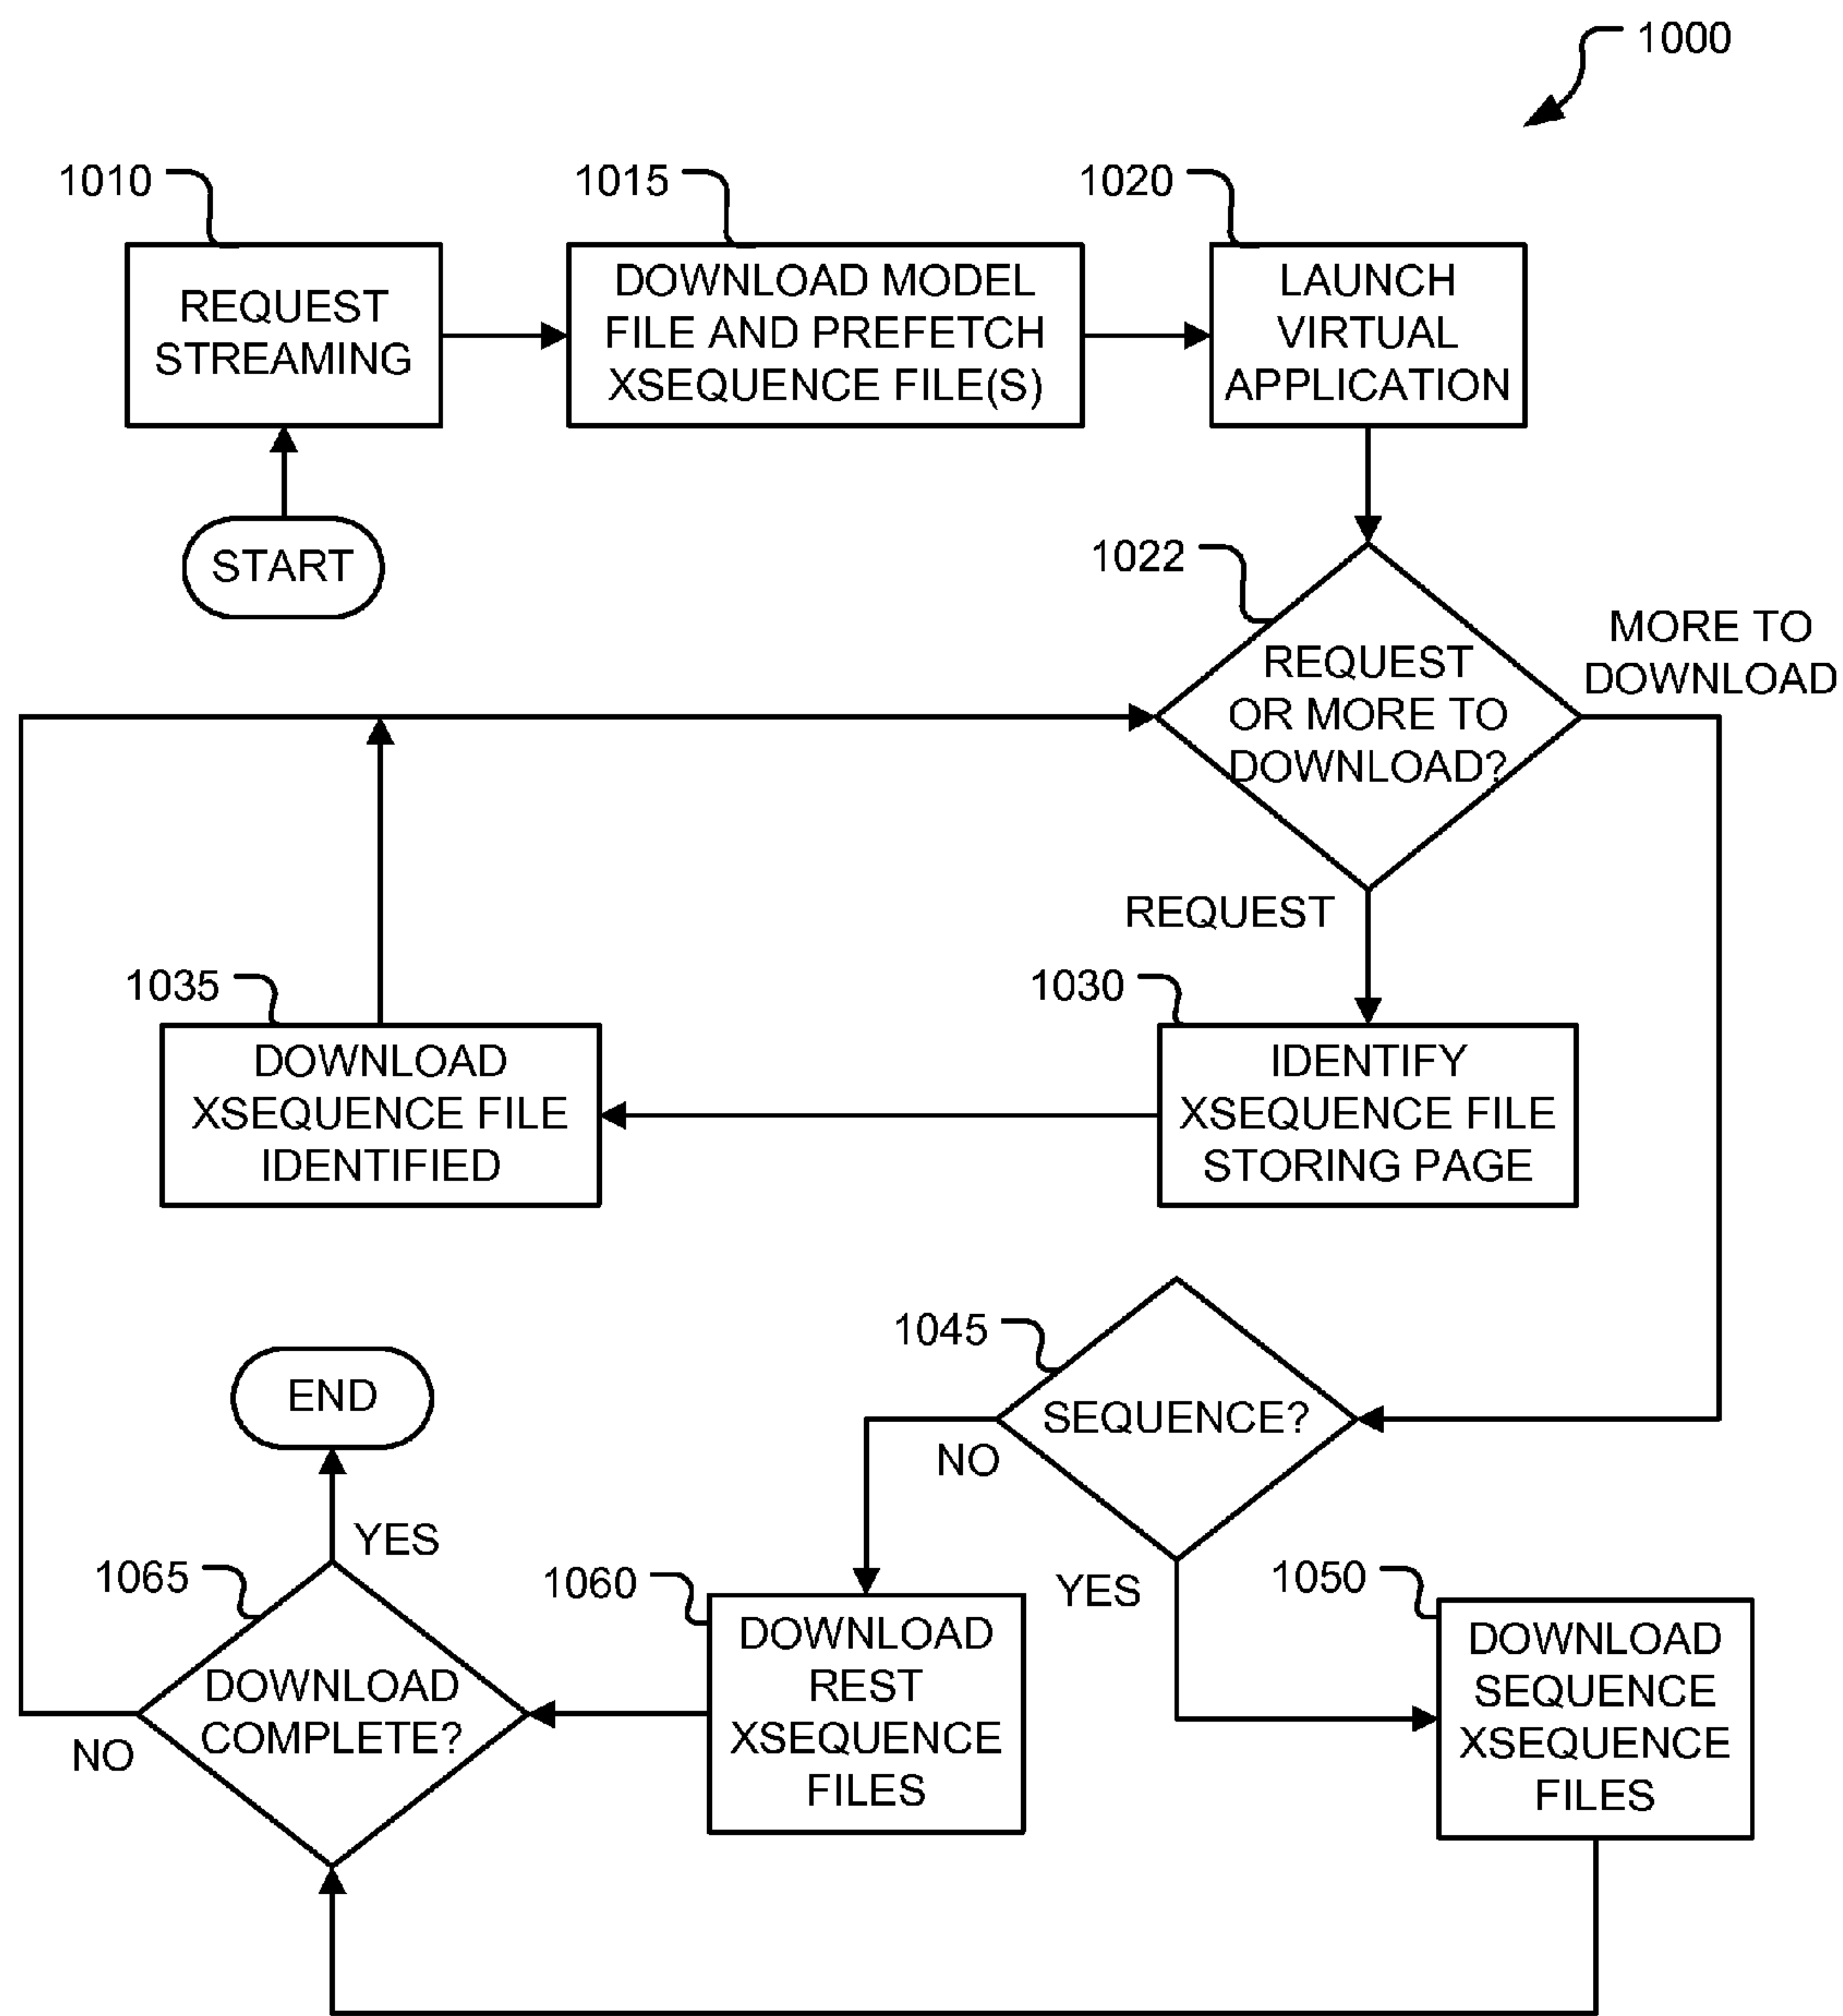 1000
1010
1015
1020
REQUEST
STREAMING
DOWNLOAD MODEL
FILE AND PREFETCH
XSEQUENCE FILE(S)
LAUNCH
VIRTUAL
APPLICATION
START
1022
REQUEST
OR MORE TO
DOWNLOAD?
MORE TO
DOWNLOAD
REQUEST
1035
1030
DOWNLOAD
XSEQUENCE FILE
IDENTIFIED
IDENTIFY
XSEQUENCE FILE
STORING PAGE
1045
SEQUENCE?
NO
YES
END
YES
1065
DOWNLOAD
COMPLETE?
NO
1060
DOWNLOAD
REST
XSEQUENCE
FILES
1050
DOWNLOAD
SEQUENCE
XSEQUENCE
FILES